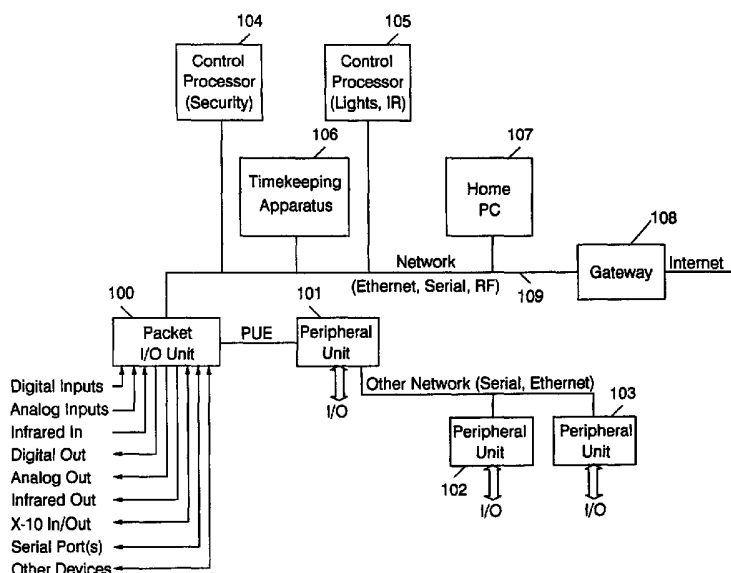 104
105
Control
Processor
(Security)
Control
Processor
(Lights, IR)
106
107
Timekeeping
Apparatus
Home
PC
108
Network
Gateway
Internet
(Ethernet, Serial, RF)
109
100
101
Packet
I/O Unit
PUE
Peripheral
Unit
Digital Inputs
Analog Inputs
Infrared In
Digital Out
Analog Out
Infrared Out
X-10 In/Out
Serial Port(s)
Other Devices
I/O
Other Network (Serial, Ethernet)
103
Peripheral
Unit
Peripheral
Unit
102
I/O
I/O